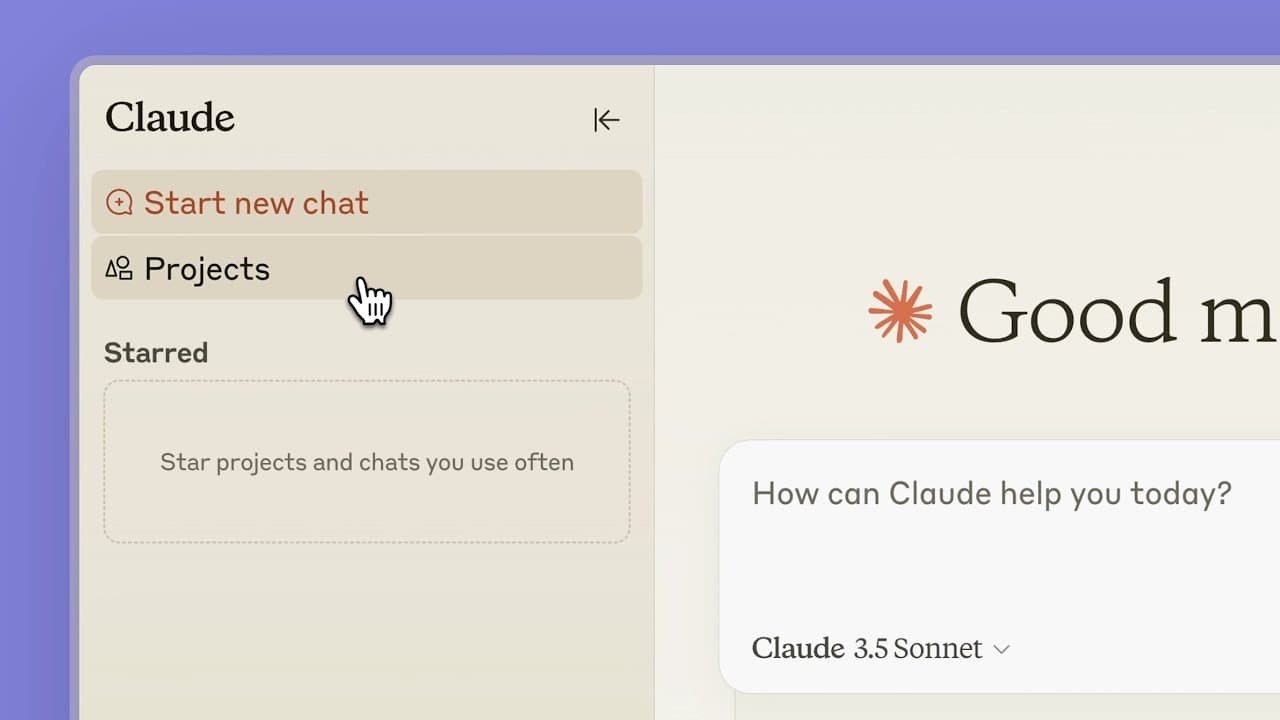 Claude
Start new chat
Projects
Starred
Star projects and chats you use often
Good m
How can Claude help you today?
Claude 3.5 Sonnet